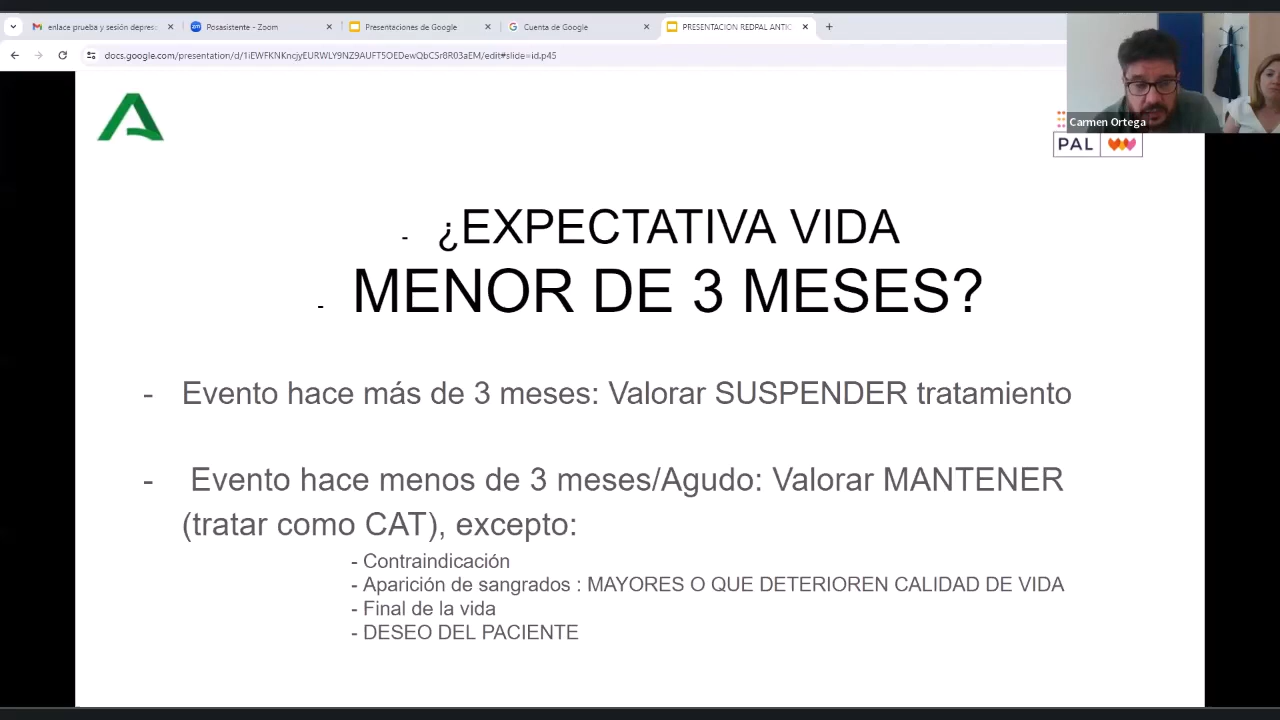 enlace prueba y sesión depres
Posasistente - Zoom
Presentaciones de Google
Cuenta de Google
PRESENTACION REDPAL ANTIC
docs.google.com/presentation/d/1iEWFKNKncjyEURWLY9NZ9AUFT5OEDewQbCSr8R03aEM/edit#slide=id.p45
Carmen Ortega
PAL
- ¿EXPECTATIVA VIDA
- MENOR DE 3 MESES?
- Evento hace más de 3 meses: Valorar SUSPENDER tratamiento
- Evento hace menos de 3 meses/Agudo: Valorar MANTENER
(tratar como CAT), excepto:
- Contraindicación
- Aparición de sangrados : MAYORES O QUE DETERIOREN CALIDAD DE VIDA
- Final de la vida
- DESEO DEL PACIENTE